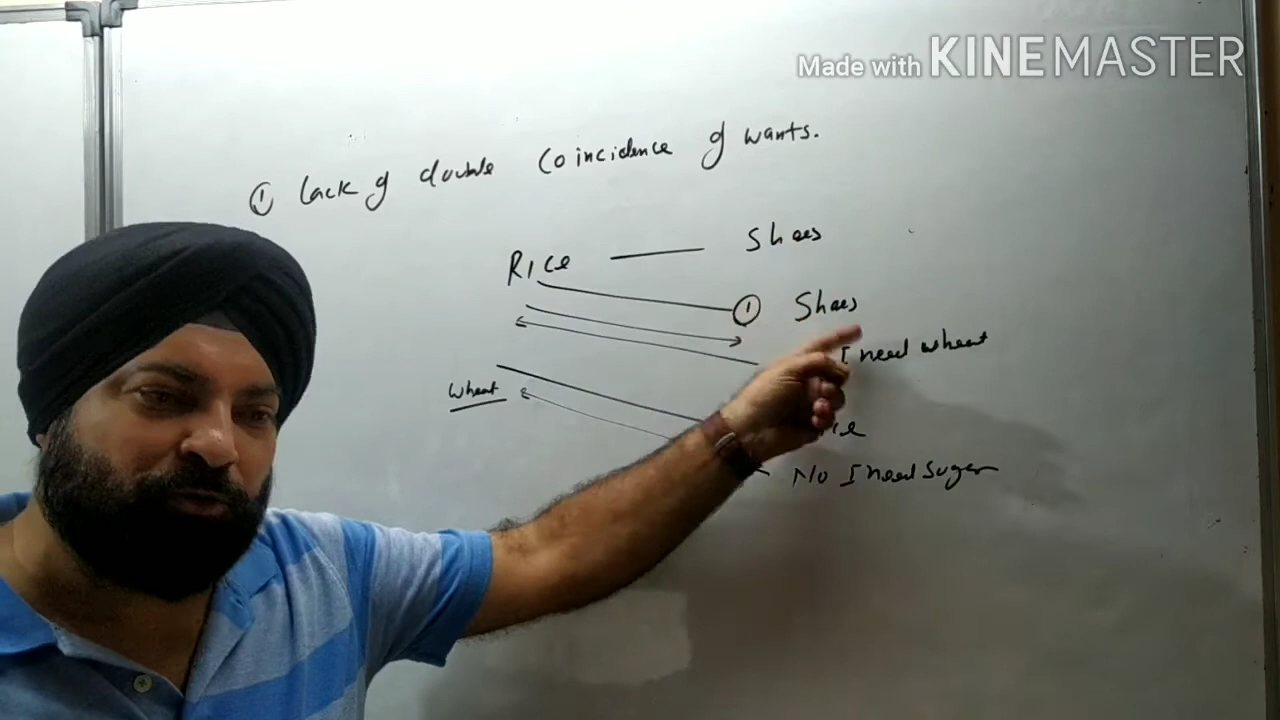 Made with KINEMASTER
① Lack of double coincidence of wants.
Rice — Shoes
① Shoes
I need wheat
wheat
No I need Sugar